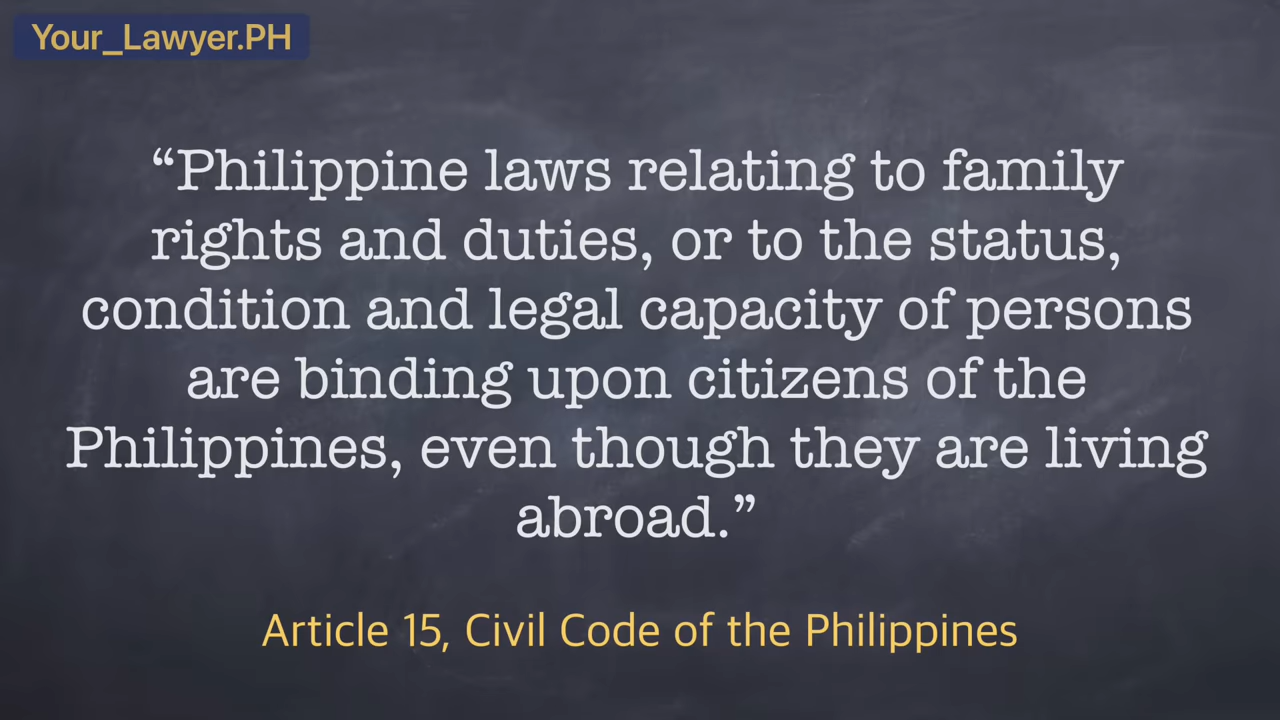 Your_Lawyer.PH
“Philippine laws relating to family
rights and duties, or to the status,
condition and legal capacity of persons
are binding upon citizens of the
Philippines, even though they are living
abroad.”
Article 15, Civil Code of the Philippines